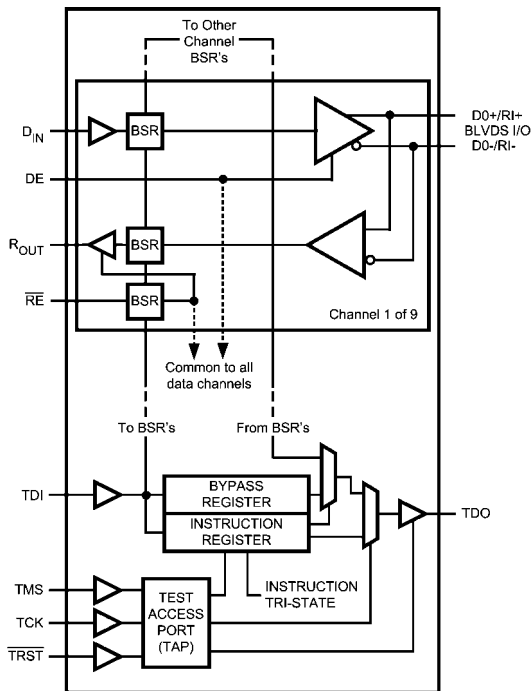 To Other
Channel
BSR's
D0+/RI+
BLVDS I/O
D0-/RI-
DIN
BSR
DE
ROUT
BSR
RE
BSR
Channel 1 of 9
Common to all
data channels
To BSR's
From BSR's
TDI
BYPASS
REGISTER
INSTRUCTION
REGISTER
TDO
INSTRUCTION
TRI-STATE
TMS
TCK
TRST
TEST
ACCESS
PORT
(TAP)